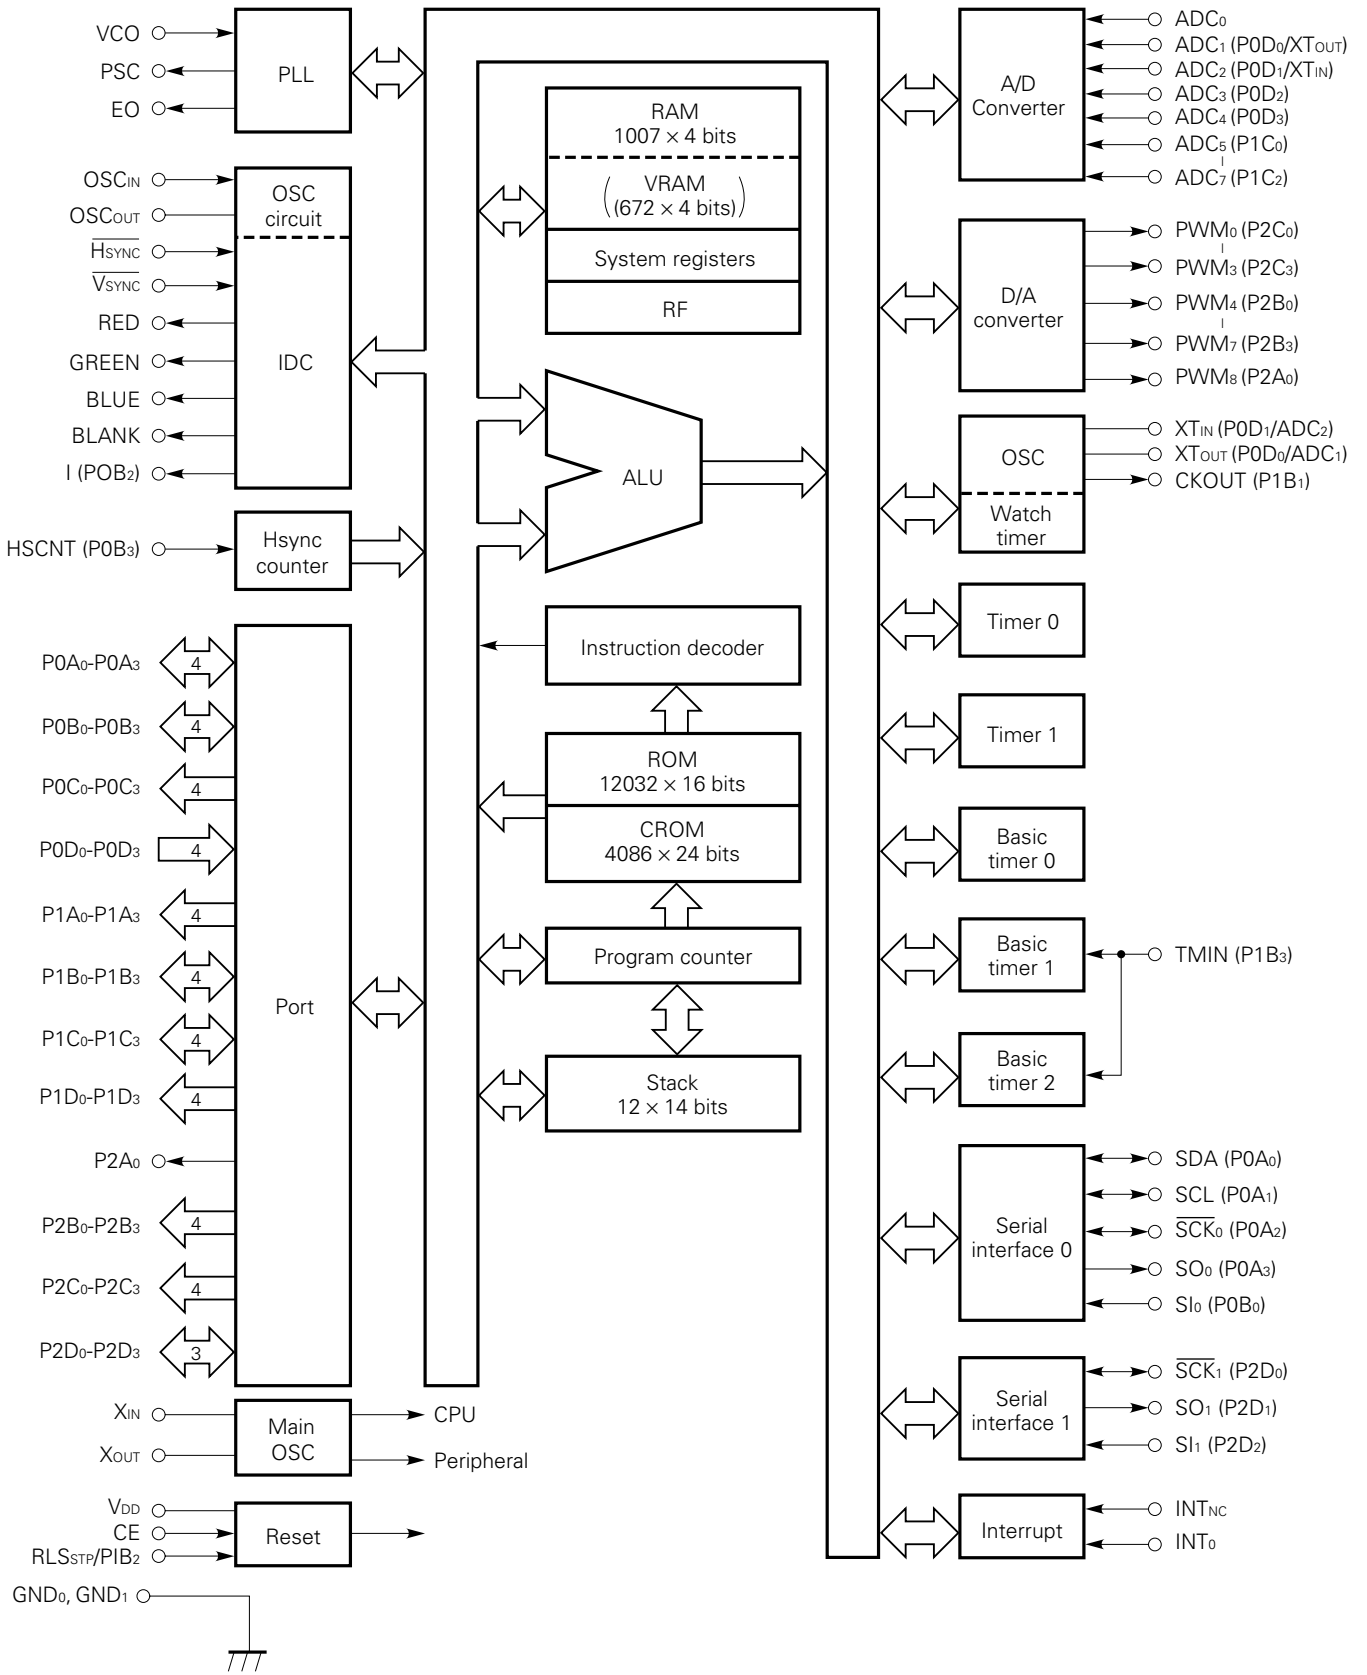 VCO
PSC
EO
PLL
OSCIN
OSCOUT
HSYNC
VSYNC
RED
GREEN
BLUE
BLANK
I (POB2)
OSC
circuit
IDC
HSCNT (P0B3)
Hsync
counter
P0A0-P0A3
4
P0B0-P0B3
4
P0C0-P0C3
4
P0D0-P0D3
4
P1A0-P1A3
4
P1B0-P1B3
4
P1C0-P1C3
4
P1D0-P1D3
4
P2A0
P2B0-P2B3
4
P2C0-P2C3
4
P2D0-P2D3
3
Port
XIN
XOUT
Main
OSC
CPU
Peripheral
VDD
CE
RLSSTP/PIB2
Reset
GND0, GND1
RAM
1007 × 4 bits
VRAM
(672 × 4 bits)
System registers
RF
ALU
Instruction decoder
ROM
12032 × 16 bits
CROM
4086 × 24 bits
Program counter
Stack
12 × 14 bits
A/D
Converter
ADC0
ADC1 (P0D0/XTOUT)
ADC2 (P0D1/XTIN)
ADC3 (P0D2)
ADC4 (P0D3)
ADC5 (P1C0)
ADC7 (P1C2)
D/A
converter
PWM0 (P2C0)
PWM3 (P2C3)
PWM4 (P2B0)
PWM7 (P2B3)
PWM8 (P2A0)
OSC
Watch
timer
XTIN (P0D1/ADC2)
XTOUT (P0D0/ADC1)
CKOUT (P1B1)
Timer 0
Timer 1
Basic
timer 0
Basic
timer 1
TMIN (P1B3)
Basic
timer 2
Serial
interface 0
SDA (P0A0)
SCL (P0A1)
SCK0 (P0A2)
SO0 (P0A3)
SI0 (P0B0)
Serial
interface 1
SCK1 (P2D0)
SO1 (P2D1)
SI1 (P2D2)
Interrupt
INTNC
INT0